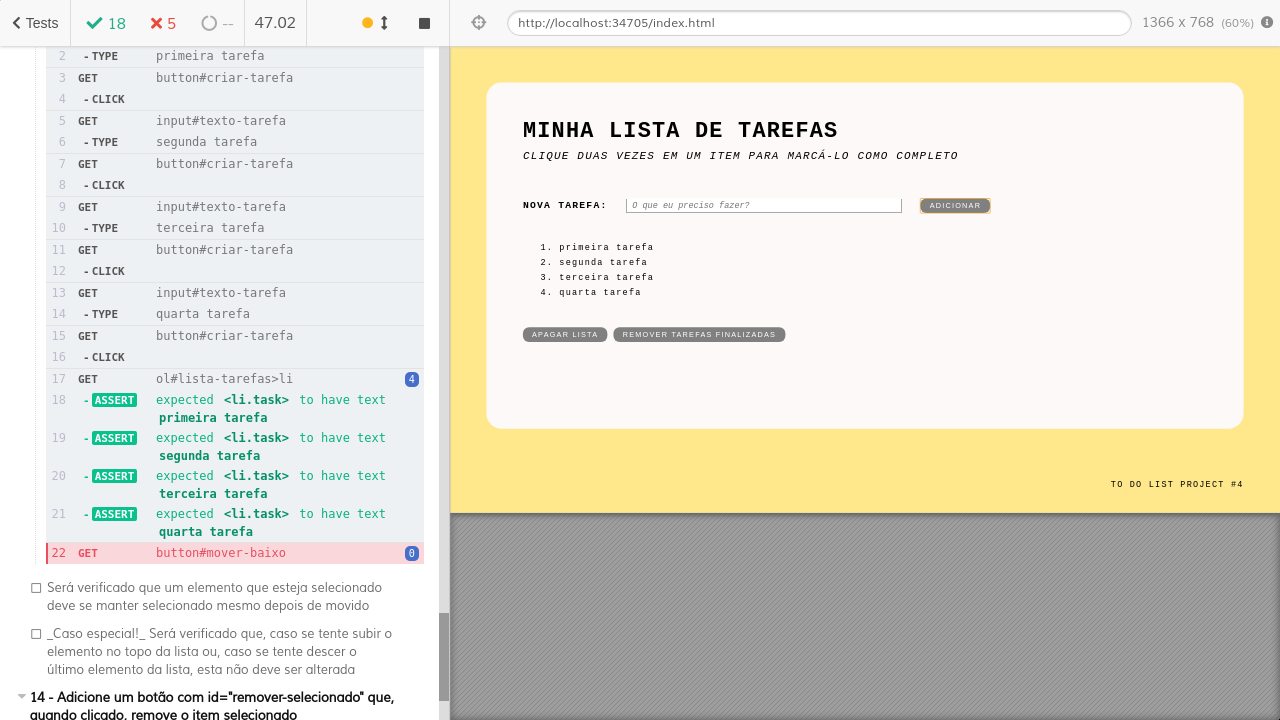 Tests 18 5 -- 47.02 http://localhost:34705/index.html 1366 x 768 (60%)
2 - TYPE primeira tarefa
3 GET button#criar-tarefa
4 - CLICK
5 GET input#texto-tarefa
6 - TYPE segunda tarefa
7 GET button#criar-tarefa
8 - CLICK
9 GET input#texto-tarefa
10 - TYPE terceira tarefa
11 GET button#criar-tarefa
12 - CLICK
13 GET input#texto-tarefa
14 - TYPE quarta tarefa
15 GET button#criar-tarefa
16 - CLICK
17 GET ol#lista-tarefas>li 4
18 - ASSERT expected <li.task> to have text
primeira tarefa
19 - ASSERT expected <li.task> to have text
segunda tarefa
20 - ASSERT expected <li.task> to have text
terceira tarefa
21 - ASSERT expected <li.task> to have text
quarta tarefa
22 GET button#mover-baixo 0
Será verificado que um elemento que esteja selecionado
deve se manter selecionado mesmo depois de movido
_Caso especial!_ Será verificado que, caso se tente subir o
elemento no topo da lista ou, caso se tente descer o
último elemento da lista, esta não deve ser alterada
14 - Adicione um botão com id="remover-selecionado" que,
quando clicado, remove o item selecionado
MINHA LISTA DE TAREFAS
CLIQUE DUAS VEZES EM UM ITEM PARA MARCÁ-LO COMO COMPLETO
NOVA TAREFA: O que eu preciso fazer? ADICIONAR
1. primeira tarefa
2. segunda tarefa
3. terceira tarefa
4. quarta tarefa
APAGAR LISTA REMOVER TAREFAS FINALIZADAS
TO DO LIST PROJECT #4